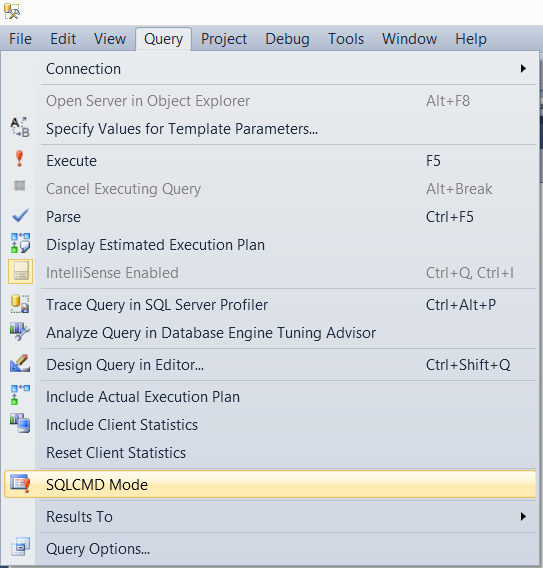 File Edit View Query Project Debug Tools Window Help
Connection
Open Server in Object Explorer Alt+F8
Specify Values for Template Parameters...
Execute F5
Cancel Executing Query Alt+Break
Parse Ctrl+F5
Display Estimated Execution Plan
IntelliSense Enabled Ctrl+Q, Ctrl+I
Trace Query in SQL Server Profiler Ctrl+Alt+P
Analyze Query in Database Engine Tuning Advisor
Design Query in Editor... Ctrl+Shift+Q
Include Actual Execution Plan
Include Client Statistics
Reset Client Statistics
SQLCMD Mode
Results To
Query Options...